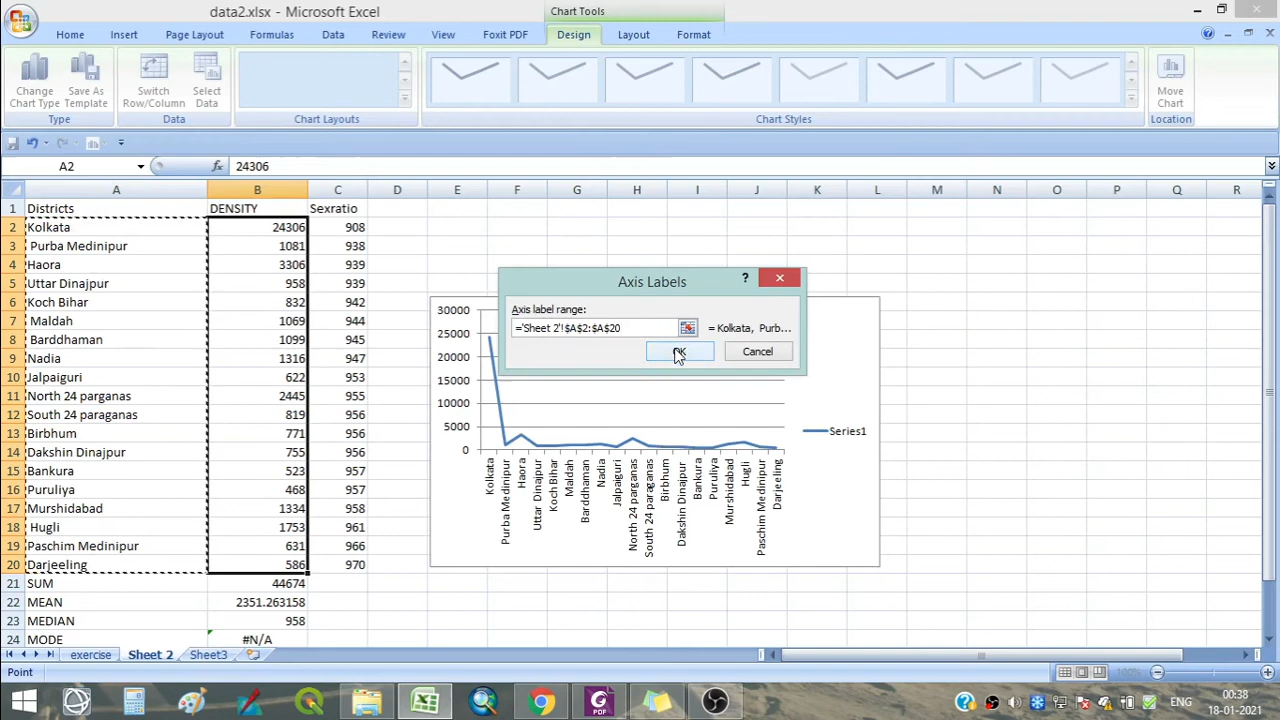 data2.xlsx - Microsoft Excel
Chart Tools
Home Insert Page Layout Formulas Data Review View Foxit PDF Design Layout Format
Change Chart Type
Save As Template
Type
Switch Row/Column
Select Data
Data
Chart Layouts
Chart Styles
Move Chart
Location
A2 fx 24306
A B C D E F G H I J K L M N O P Q R
1 Districts DENSITY Sexratio
2 Kolkata 24306 908
3 Purba Medinipur 1081 938
4 Haora 3306 939
5 Uttar Dinajpur 958 939
6 Koch Bihar 832 942
7 Maldah 1069 944
8 Barddhaman 1099 945
9 Nadia 1316 947
10 Jalpaiguri 622 953
11 North 24 parganas 2445 955
12 South 24 paraganas 819 956
13 Birbhum 771 956
14 Dakshin Dinajpur 755 956
15 Bankura 523 957
16 Puruliya 468 957
17 Murshidabad 1334 958
18 Hugli 1753 961
19 Paschim Medinipur 631 966
20 Darjeeling 586 970
21 SUM 44674
22 MEAN 2351.263158
23 MEDIAN 958
24 MODE #N/A
Axis Labels ?
Axis label range:
='Sheet 2'!$A$2:$A$20 = Kolkata, Purb...
OK Cancel
30000
25000
20000
15000
10000
5000
0
Kolkata
Purba Medinipur
Haora
Uttar Dinajpur
Koch Bihar
Maldah
Barddhaman
Nadia
Jalpaiguri
North 24 parganas
South 24 paraganas
Birbhum
Dakshin Dinajpur
Bankura
Puruliya
Murshidabad
Hugli
Paschim Medinipur
Darjeeling
Series1
exercise Sheet 2 Sheet3
Point 100%
PDF
ENG
00:38
18-01-2021